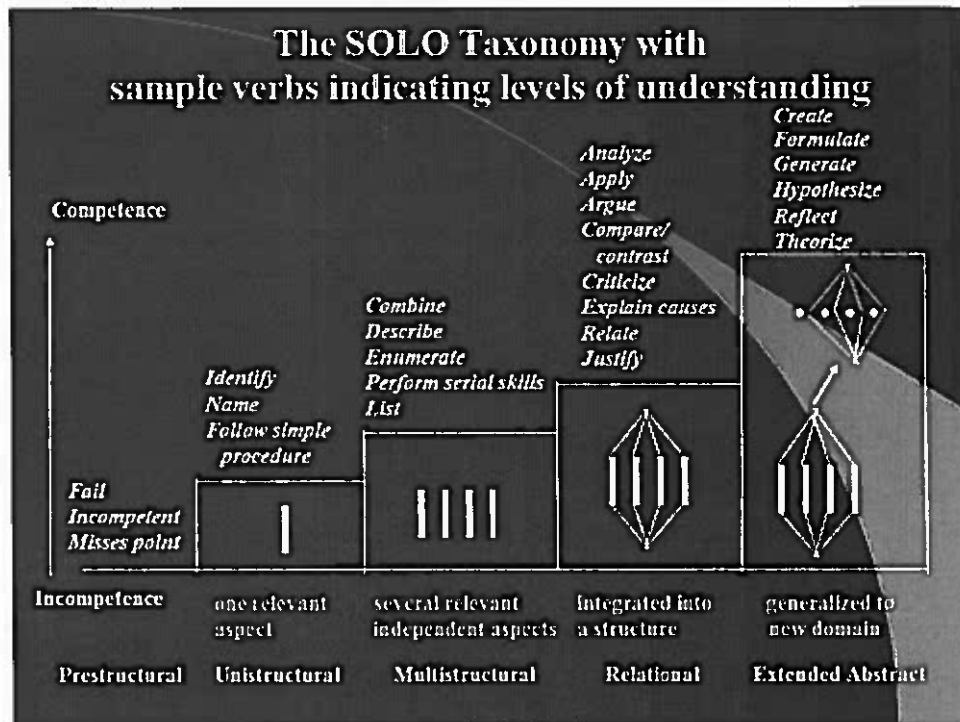 The SOLO Taxonomy with
sample verbs indicating levels of understanding
Competence
Fail
Incompetent
Misses point
Identify
Name
Follow simple
procedure
Combine
Describe
Enumerate
Perform serial skills
List
Analyze
Apply
Argue
Compare/
contrast
Criticize
Explain causes
Relate
Justify
Create
Formulate
Generate
Hypothesize
Reflect
Theorize
Incompetence
one relevant
aspect
several relevant
independent aspects
integrated into
a structure
generalized to
new domain
Prestructural
Unistructural
Multistructural
Relational
Extended Abstract